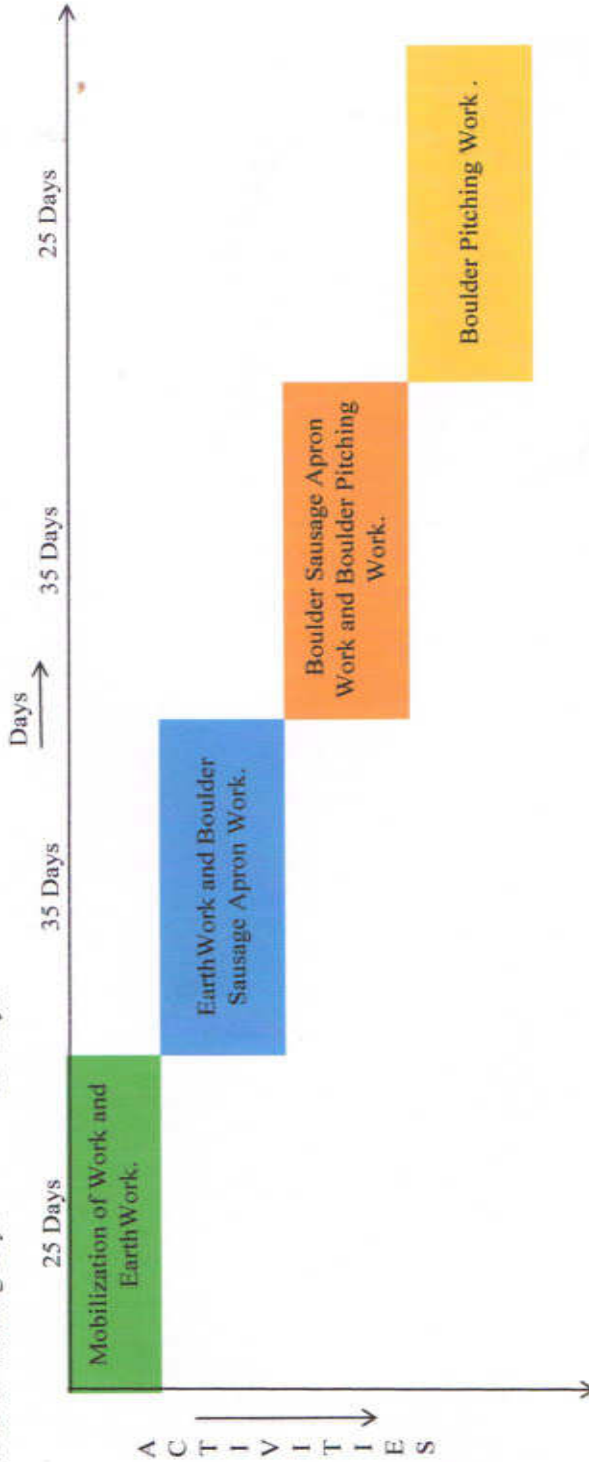 Days
25 Days
35 Days
35 Days
25 Days
Mobilization of Work and
EarthWork.
EarthWork and Boulder
Sausage Apron Work.
Boulder Sausage Apron
Work and Boulder Pitching
Work.
Boulder Pitching Work .
A
C
T
I
V
I
T
I
E
S